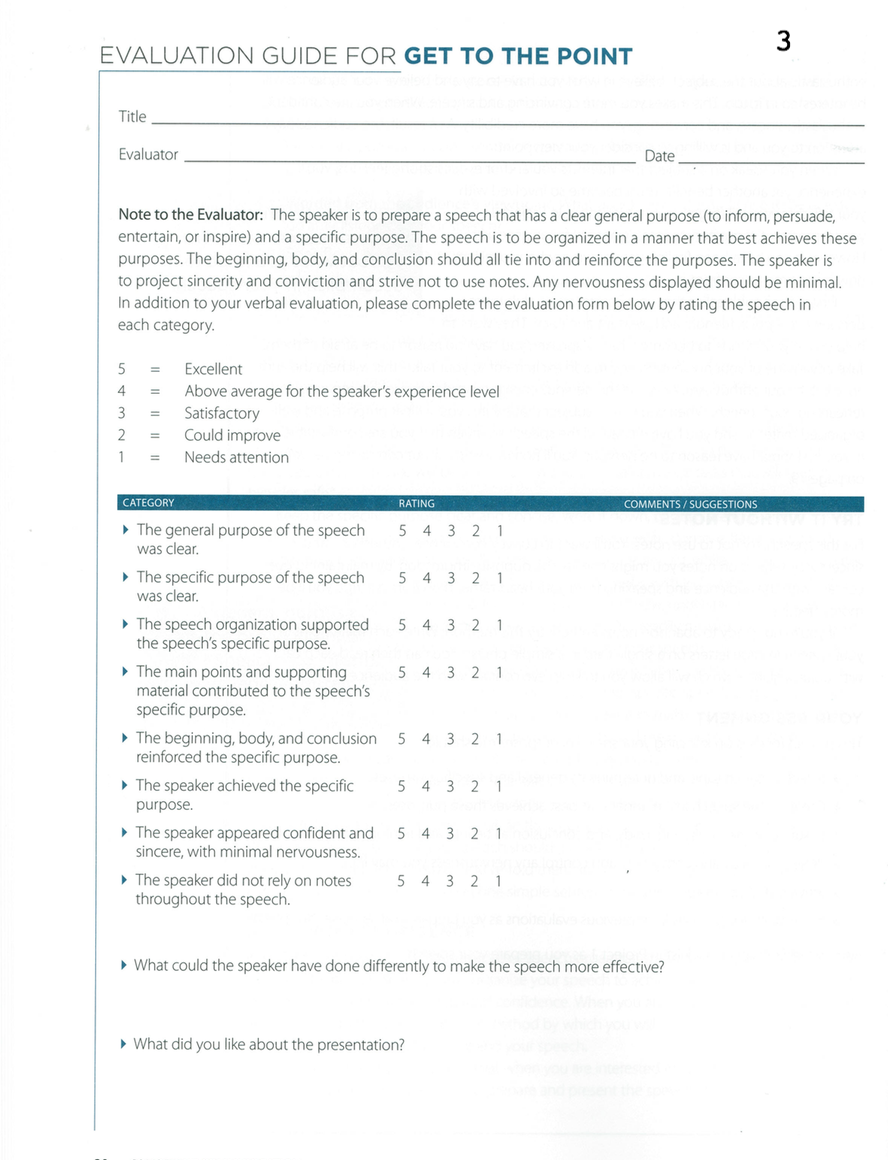 3
EVALUATION GUIDE FOR GET TO THE POINT
Title
Evaluator Date
Note to the Evaluator: The speaker is to prepare a speech that has a clear general purpose (to inform, persuade,
entertain, or inspire) and a specific purpose. The speech is to be organized in a manner that best achieves these
purposes. The beginning, body, and conclusion should all tie into and reinforce the purposes. The speaker is
to project sincerity and conviction and strive not to use notes. Any nervousness displayed should be minimal.
In addition to your verbal evaluation, please complete the evaluation form below by rating the speech in
each category.
5 = Excellent
4 = Above average for the speaker's experience level
3 = Satisfactory
2 = Could improve
1 = Needs attention
CATEGORY RATING COMMENTS / SUGGESTIONS
The general purpose of the speech 5 4 3 2 1
was clear.
The specific purpose of the speech 5 4 3 2 1
was clear.
The speech organization supported 5 4 3 2 1
the speech's specific purpose.
The main points and supporting 5 4 3 2 1
material contributed to the speech's
specific purpose.
The beginning, body, and conclusion 5 4 3 2 1
reinforced the specific purpose.
The speaker achieved the specific 5 4 3 2 1
purpose.
The speaker appeared confident and 5 4 3 2 1
sincere, with minimal nervousness.
The speaker did not rely on notes 5 4 3 2 1
throughout the speech.
What could the speaker have done differently to make the speech more effective?
What did you like about the presentation?